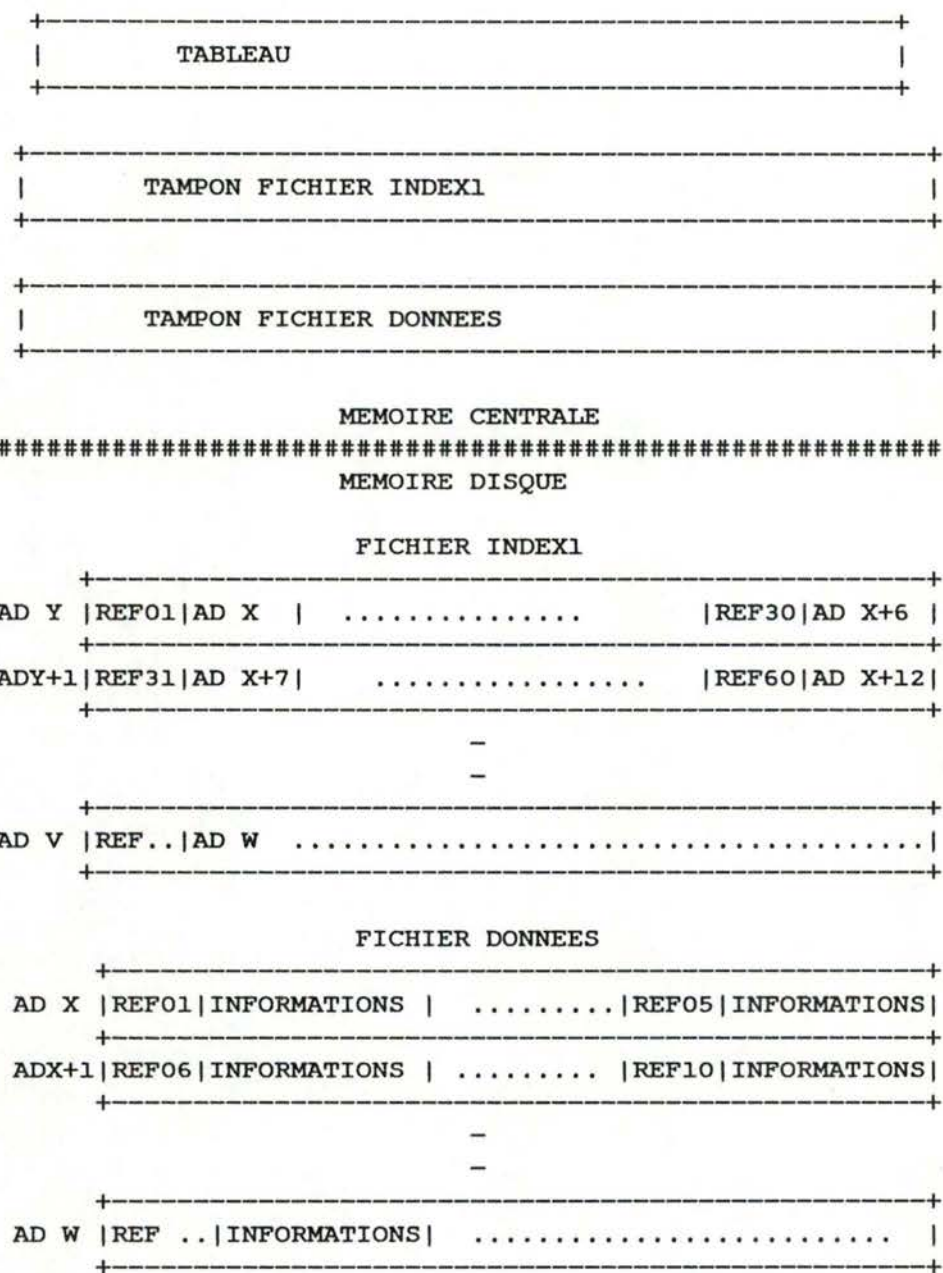 TABLEAU
TAMPON FICHIER INDEX1
TAMPON FICHIER DONNEES
MEMOIRE CENTRALE
##########################################################
MEMOIRE DISQUE
FICHIER INDEX1
AD Y |REF01|AD X | ............... |REF30|AD X+6 |
ADY+1|REF31|AD X+7| ................. |REF60|AD X+12|
AD V |REF..|AD W .......................................|
FICHIER DONNEES
AD X |REF01|INFORMATIONS | .........|REF05|INFORMATIONS|
ADX+1|REF06|INFORMATIONS | ......... |REF10|INFORMATIONS|
AD W |REF ..|INFORMATIONS| .......................... |